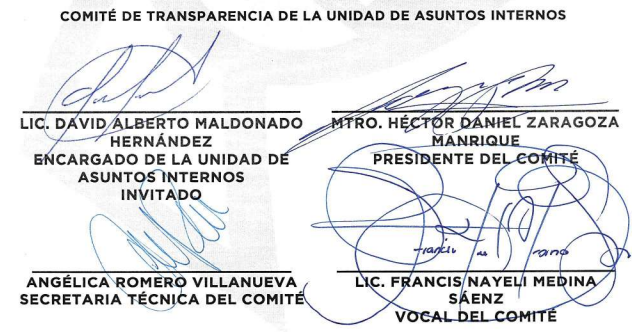 COMITÉ DE TRANSPARENCIA DE LA UNIDAD DE ASUNTOS INTERNOS
LIC. DAVID ALBERTO MALDONADO
HERNÁNDEZ
ENCARGADO DE LA UNIDAD DE
ASUNTOS INTERNOS
INVITADO
MTRO. HÉCTOR DANIEL ZARAGOZA
MANRIQUE
PRESIDENTE DEL COMITÉ
ANGÉLICA ROMERO VILLANUEVA
SECRETARIA TÉCNICA DEL COMITÉ
LIC. FRANCIS NAYELI MEDINA
SÁENZ
VOCAL DEL COMITÉ